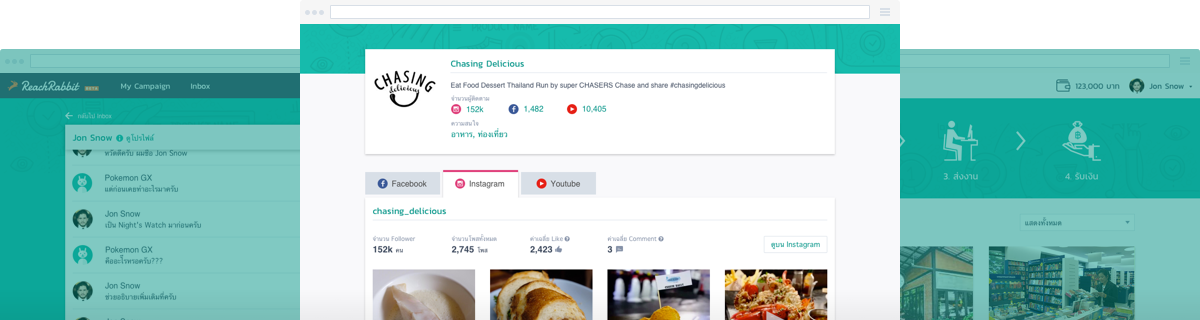 ReachRabbit BETA
My Campaign
Inbox
กลับไป Inbox
Jon Snow ดูโปรไฟล์
หวัดดีครับ ผมชื่อ Jon Snow
Pokemon GX
แต่ก่อนเคยทำอะไรมาครับ
Jon Snow
เป็น Night's Watch มาก่อนครับ
Pokemon GX
คืออะไรหรอครับ???
Jon Snow
ช่วยอธิบายเพิ่มเติมที่ครับ
CHASING
delicious
Chasing Delicious
Eat Food Dessert Thailand Run by super CHASERS Chase and share #chasingdelicious
จำนวนผู้ติดตาม
152k
1,482
10,405
ความสนใจ
อาหาร, ท่องเที่ยว
Facebook
Instagram
Youtube
chasing_delicious
จำนวน Follower
152k คน
จำนวนโพสทั้งหมด
2,745 โพส
ค่าเฉลี่ย Like
2,423
ค่าเฉลี่ย Comment
3
ดูบน Instagram
123,000 บาท
Jon Snow
3. ส่งงาน
4. รับเงิน
แสดงทั้งหมด